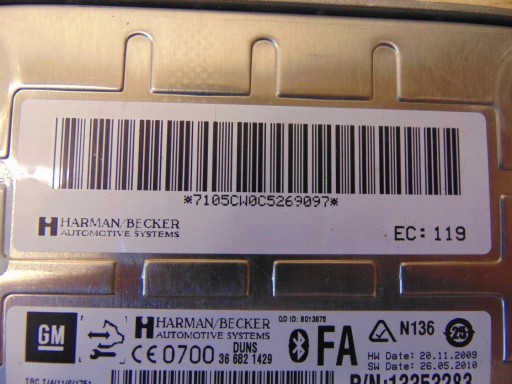 *7105CW0C5269097*
HARMAN/BECKER
AUTOMOTIVE SYSTEMS
EC: 119
GM
HARMAN/BECKER
AUTOMOTIVE SYSTEMS
QD ID: B013875
CE 0700 DUNS
36 682 1429
FA
N136
25
HW Date: 20.11.2009
SW Date: 26.05.2010